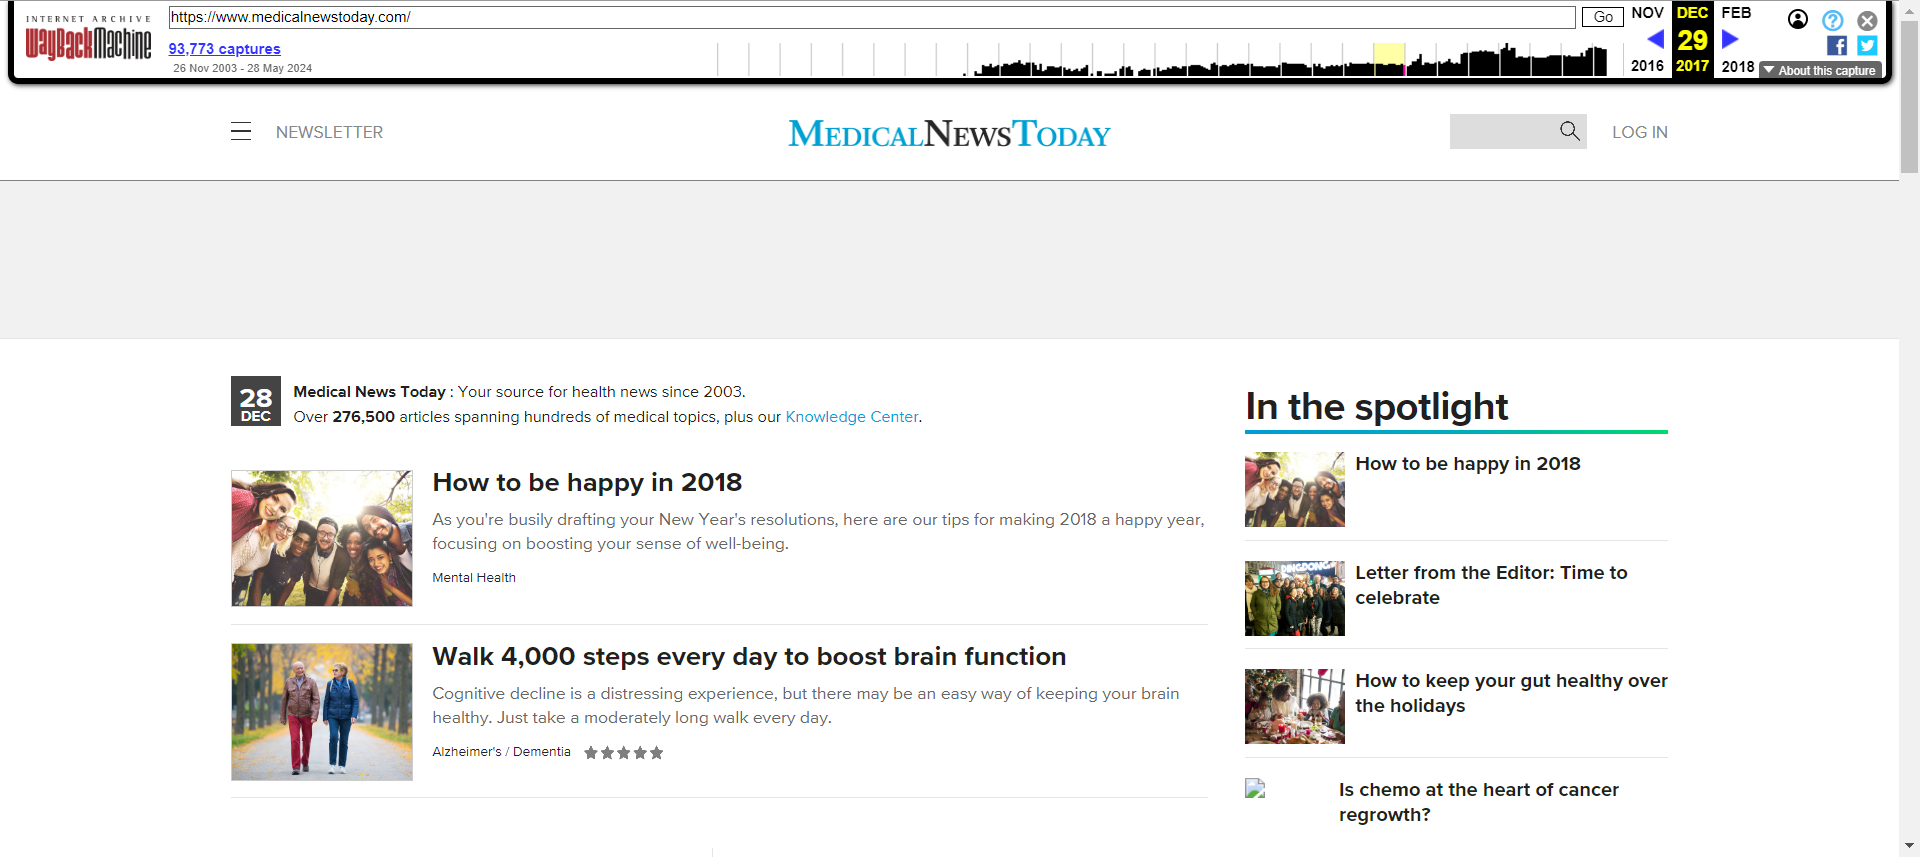 INTERNET ARCHIVE
WayBackMachine
https://www.medicalnewstoday.com/
Go
93,773 captures
26 Nov 2003 - 28 May 2024
NOV DEC FEB
29
2016 2017 2018
About this capture
NEWSLETTER
MEDICALNEWSTODAY
LOG IN
28
DEC
Medical News Today : Your source for health news since 2003.
Over 276,500 articles spanning hundreds of medical topics, plus our Knowledge Center.
How to be happy in 2018
As you're busily drafting your New Year's resolutions, here are our tips for making 2018 a happy year,
focusing on boosting your sense of well-being.
Mental Health
Walk 4,000 steps every day to boost brain function
Cognitive decline is a distressing experience, but there may be an easy way of keeping your brain
healthy. Just take a moderately long walk every day.
Alzheimer's / Dementia
In the spotlight
How to be happy in 2018
DINGDONG
Letter from the Editor: Time to
celebrate
How to keep your gut healthy over
the holidays
Is chemo at the heart of cancer
regrowth?